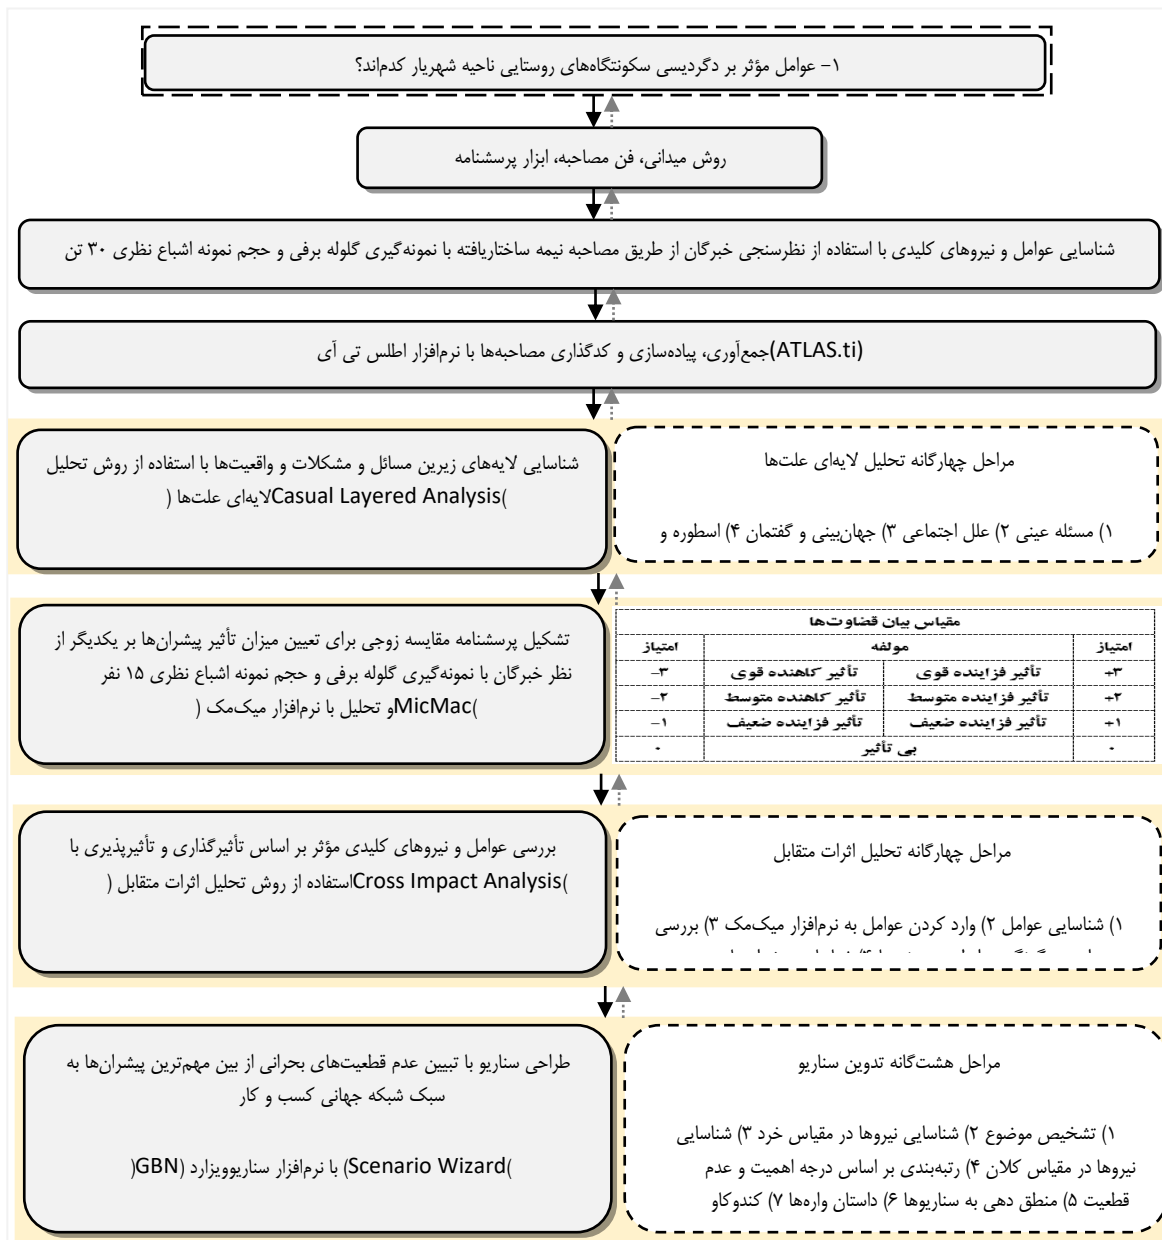 ۱- عوامل مؤثر بر دگردیسی سکونتگاه‌های روستایی ناحیه شهریار کدم‌اند؟
روش میدانی، فن مصاحبه، ابزار پرسشنامه
شناسایی عوامل و نیروهای کلیدی با استفاده از نظرسنجی خبرگان از طریق مصاحبه نیمه ساختاریافته با نمونه‌گیری گلوله برفی و حجم نمونه اشباع نظری ۳۰ تن
(ATLAS.ti)جمع‌آوری، پیاده‌سازی و کدگذاری مصاحبه‌ها با نرم‌افزار اطلس تی آی
مراحل چهارگانه تحلیل لایه‌ای علت‌ها
۱) مسئله عینی ۲) علل اجتماعی ۳) جهان‌بینی و گفتمان ۴) اسطوره و
شناسایی لایه‌های زیرین مسائل و مشکلات و واقعیت‌ها با استفاده از روش تحلیل
)Casual Layered Analysisلایه‌ای علت‌ها (
مقیاس بیان قضاوت‌ها
امتیاز مولفه امتیاز
+۳ تأثیر فزاینده قوی تأثیر کاهنده قوی −۳
+۲ تأثیر فزاینده متوسط تأثیر کاهنده متوسط −۲
+۱ تأثیر فزاینده ضعیف تأثیر فزاینده ضعیف −۱
۰ بی تأثیر ۰
تشکیل پرسشنامه مقایسه زوجی برای تعیین میزان تأثیر پیشران‌ها بر یکدیگر از
نظر خبرگان با نمونه‌گیری گلوله برفی و حجم نمونه اشباع نظری ۱۵ نفر
)MicMacو تحلیل با نرم‌افزار میک‌مک (
مراحل چهارگانه تحلیل اثرات متقابل
۱) شناسایی عوامل ۲) وارد کردن عوامل به نرم‌افزار میک‌مک ۳) بررسی
بررسی عوامل و نیروهای کلیدی مؤثر بر اساس تأثیرگذاری و تأثیرپذیری با
)Cross Impact Analysisاستفاده از روش تحلیل اثرات متقابل (
مراحل هشت‌گانه تدوین سناریو
۱) تشخیص موضوع ۲) شناسایی نیروها در مقیاس خرد ۳) شناسایی
نیروها در مقیاس کلان ۴) رتبه‌بندی بر اساس درجه اهمیت و عدم
قطعیت ۵) منطق دهی به سناریوها ۶) داستان واره‌ها ۷) کندوکاو
طراحی سناریو با تبیین عدم قطعیت‌های بحرانی از بین مهم‌ترین پیشران‌ها به
سبک شبکه جهانی کسب و کار
)Scenario Wizard) با نرم‌افزار سناریوویزارد (GBN(